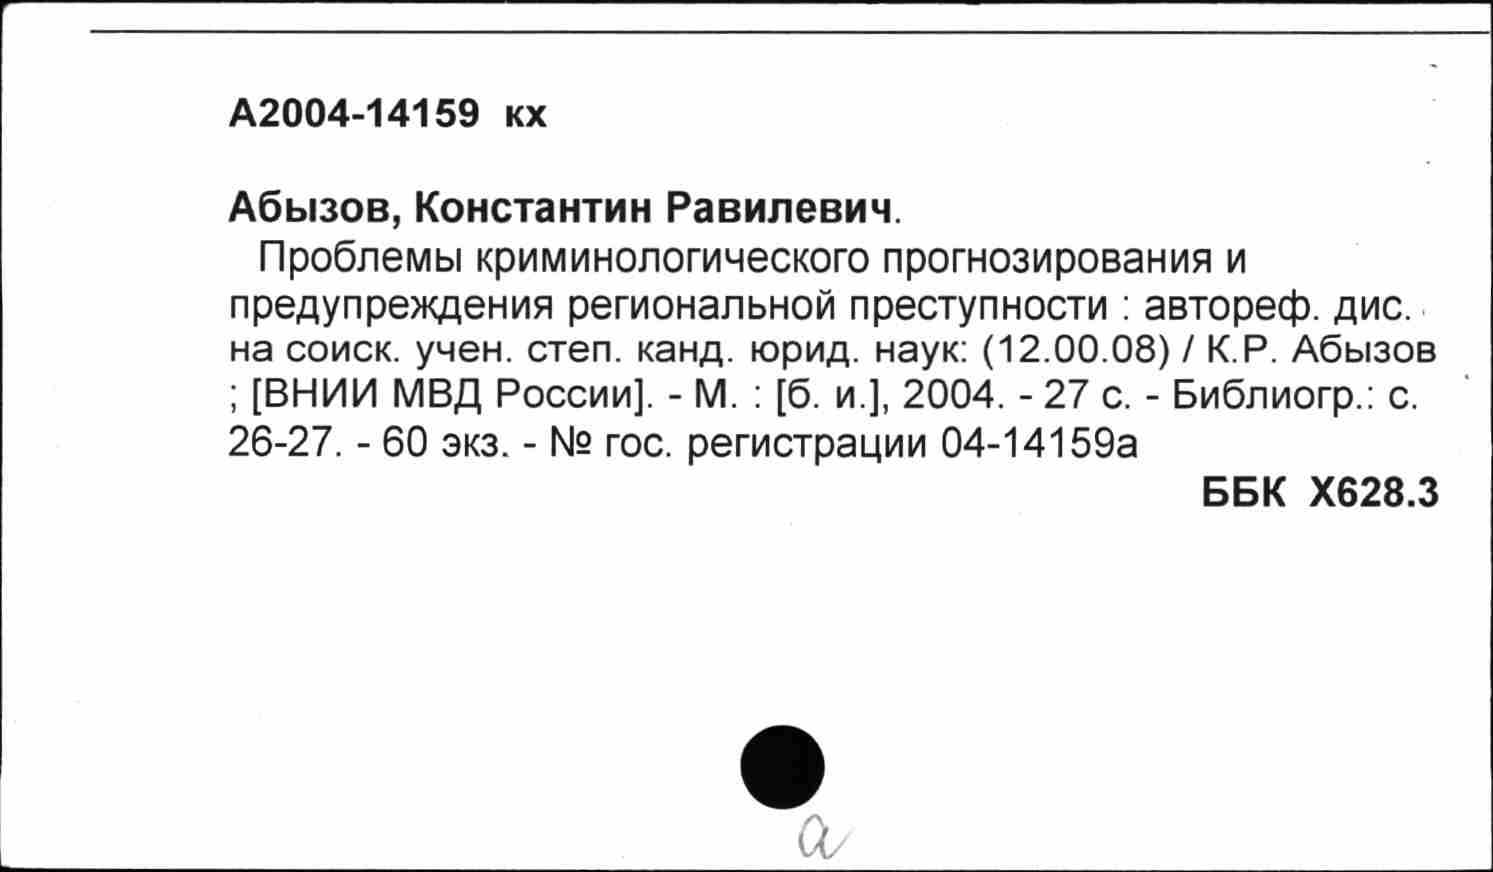 А2004-14159 кх
Абызов, Константин Равилевич.
Проблемы криминологического прогнозирования и
предупреждения региональной преступности : автореф. дис.
на соиск. учен. степ. канд. юрид. наук: (12.00.08) / К.Р. Абызов
; [ВНИИ МВД России]. - М. : [б. и.], 2004. - 27 с. - Библиогр.: с.
26-27. - 60 экз. - № гос. регистрации 04-14159а
ББК Х628.3
а